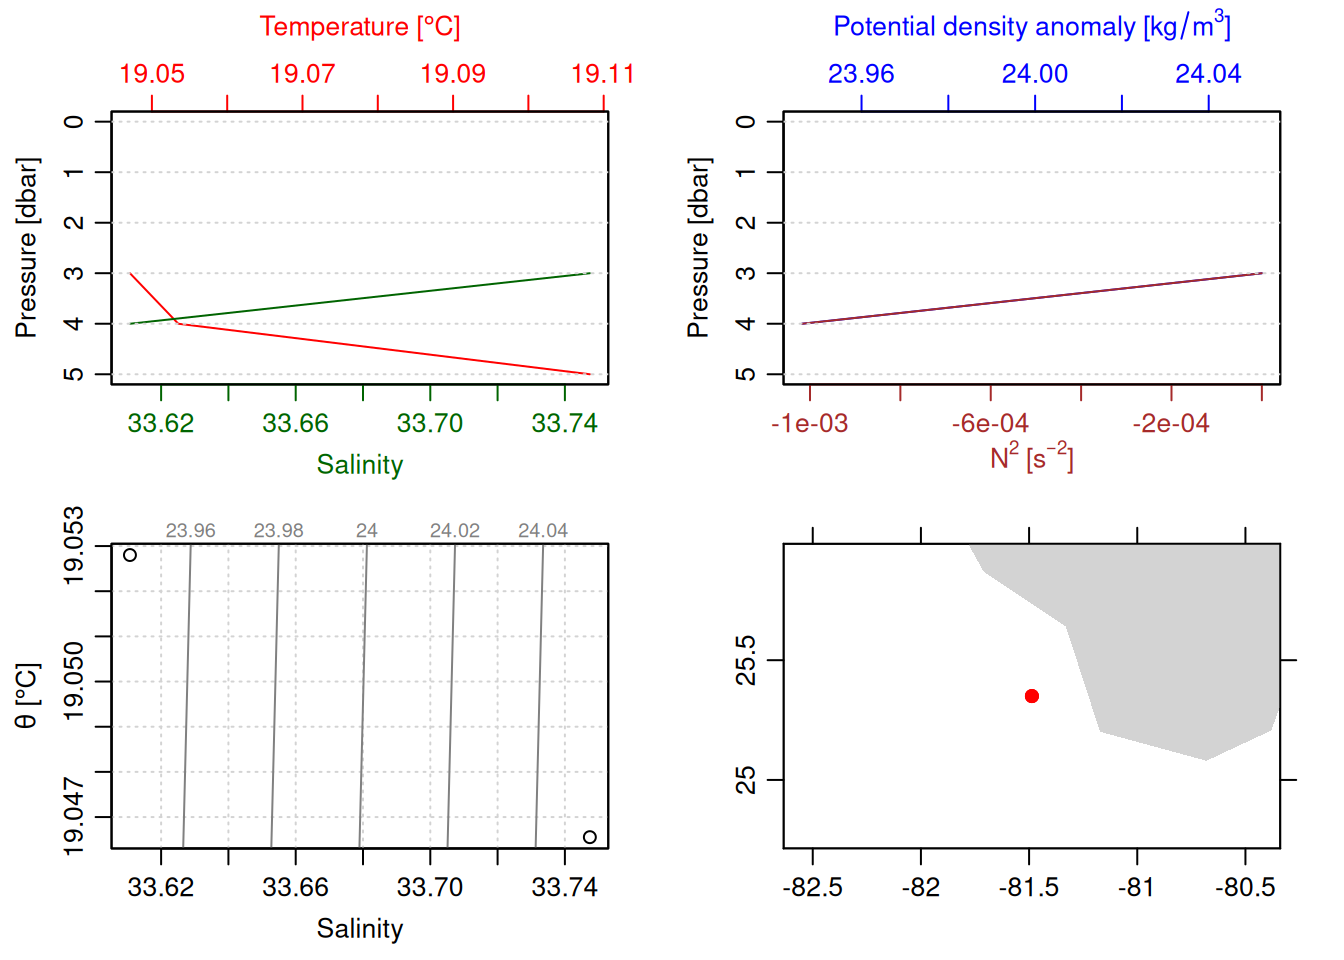 Temperature [°C]
19.05 19.07 19.09 19.11
Pressure [dbar]
0 1 2 3 4 5
33.62 33.66 33.70 33.74
Salinity
Potential density anomaly [kg/m³]
23.96 24.00 24.04
Pressure [dbar]
0 1 2 3 4 5
-1e-03 -6e-04 -2e-04
N² [s⁻²]
23.96 23.98 24 24.02 24.04
θ [°C]
19.053 19.050 19.047
33.62 33.66 33.70 33.74
Salinity
25.5 25
-82.5 -82 -81.5 -81 -80.5